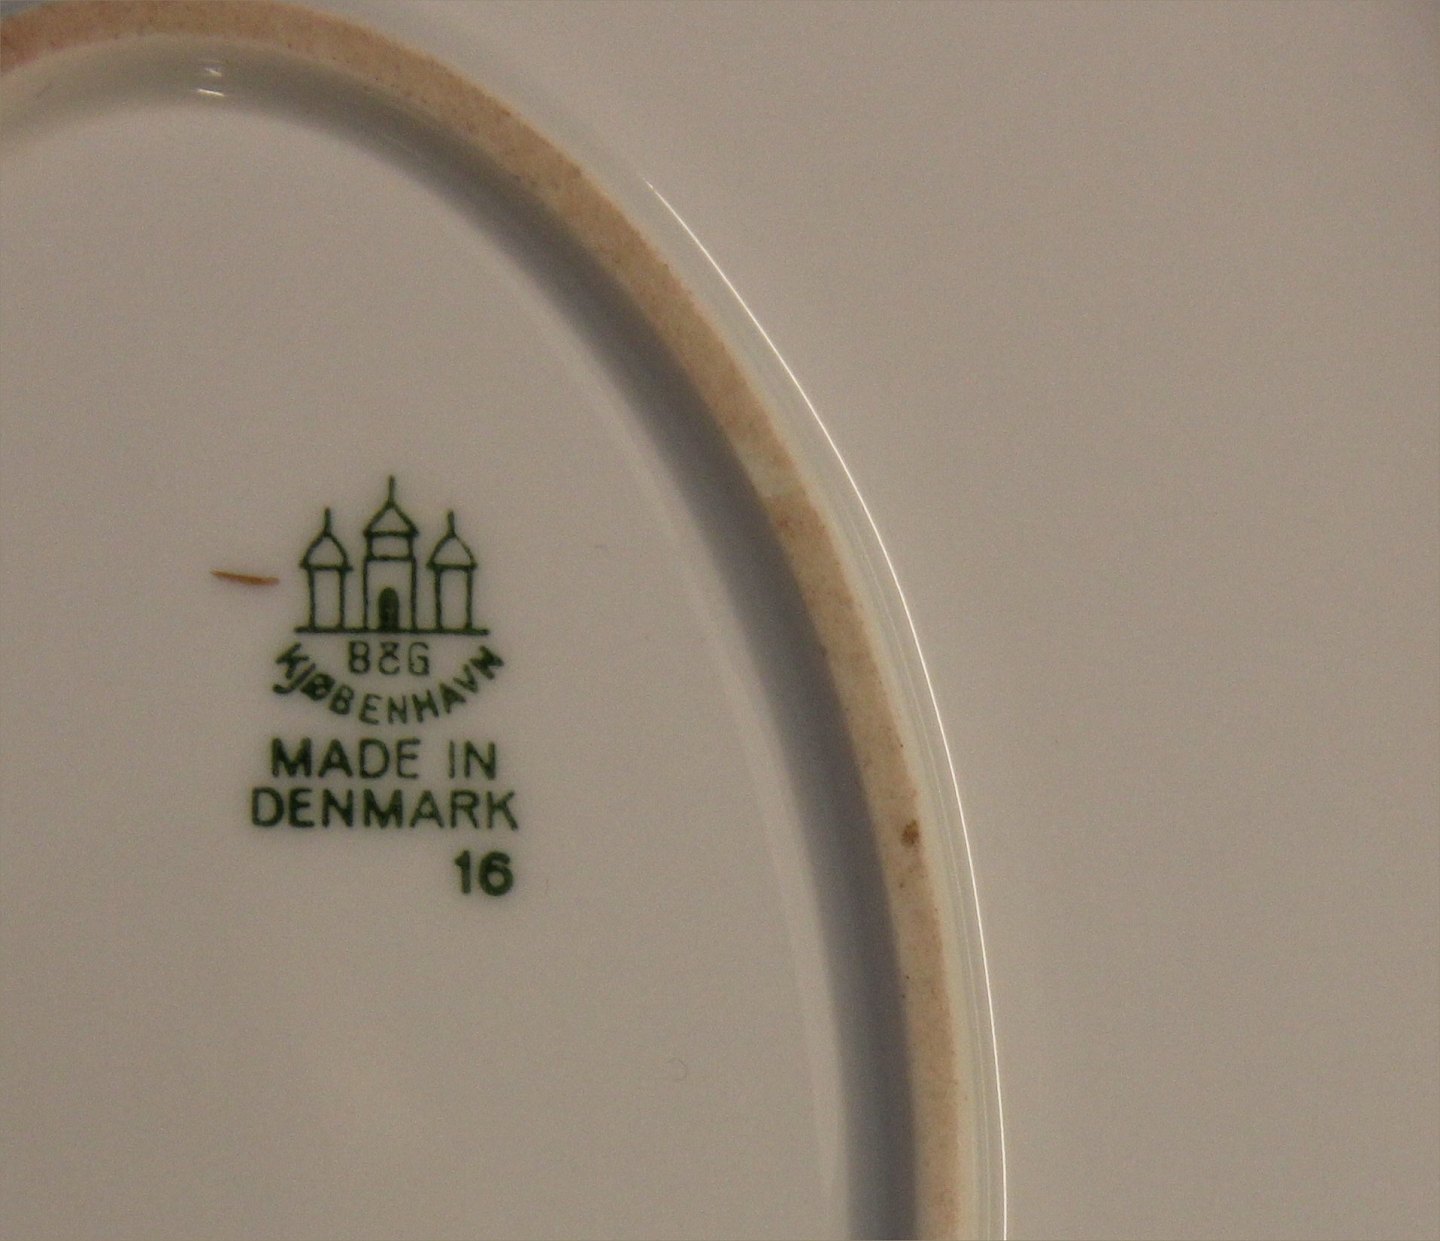 B&G
KJØBENHAVN
MADE IN
DENMARK
16